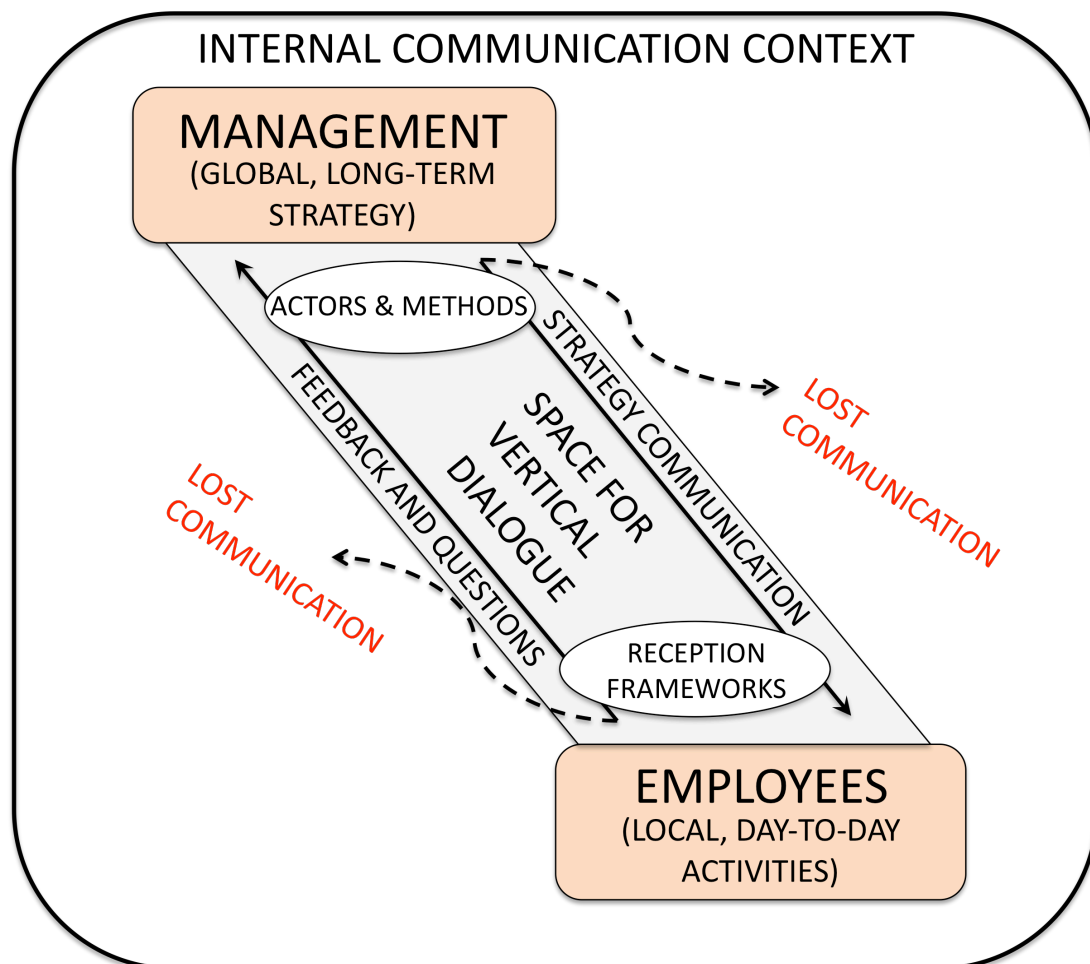 INTERNAL COMMUNICATION CONTEXT
MANAGEMENT
(GLOBAL, LONG-TERM
STRATEGY)
ACTORS & METHODS
STRATEGY COMMUNICATION
LOST
COMMUNICATION
FEEDBACK AND QUESTIONS
SPACE FOR
VERTICAL
DIALOGUE
LOST
COMMUNICATION
RECEPTION
FRAMEWORKS
EMPLOYEES
(LOCAL, DAY-TO-DAY
ACTIVITIES)